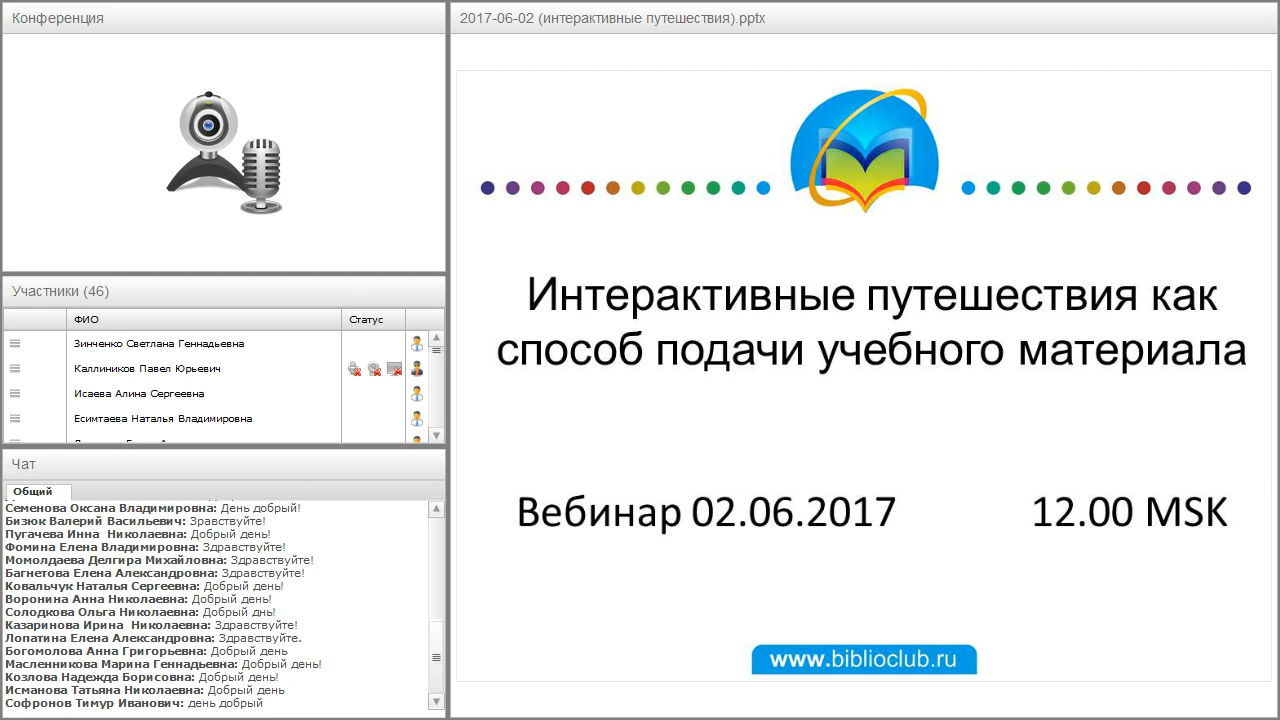 Конференция
Участники (46)
ФИО
Статус
Зинченко Светлана Геннадьевна
Каллиников Павел Юрьевич
Исаева Алина Сергеевна
Есимтаева Наталья Владимировна
Чат
Общий
Семенова Оксана Владимировна: День добрый!
Бизюк Валерий Васильевич: Зравствуйте!
Пугачева Инна Николаевна: Добрый день!
Фомина Елена Владимировна: Здравствуйте!
Момолдаева Делгира Михайловна: Здравствуйте!
Багнетова Елена Александровна: Здравствуйте!
Ковальчук Наталья Сергеевна: Добрый день!
Воронина Анна Николаевна: Добрый день!
Солодкова Ольга Николаевна: Добрый днь!
Казаринова Ирина Николаевна: Здравствуйте!
Лопатина Елена Александровна: Здравствуйте.
Богомолова Анна Григорьевна: Добрый день
Масленникова Марина Геннадьевна: Добрый день!
Козлова Надежда Борисовна: Добрый день!
Исманова Татьяна Николаевна: Добрый день
Софронов Тимур Иванович: день добрый
2017-06-02 (интерактивные путешествия).pptx
Интерактивные путешествия как
способ подачи учебного материала
Вебинар 02.06.2017 12.00 MSK
www.biblioclub.ru